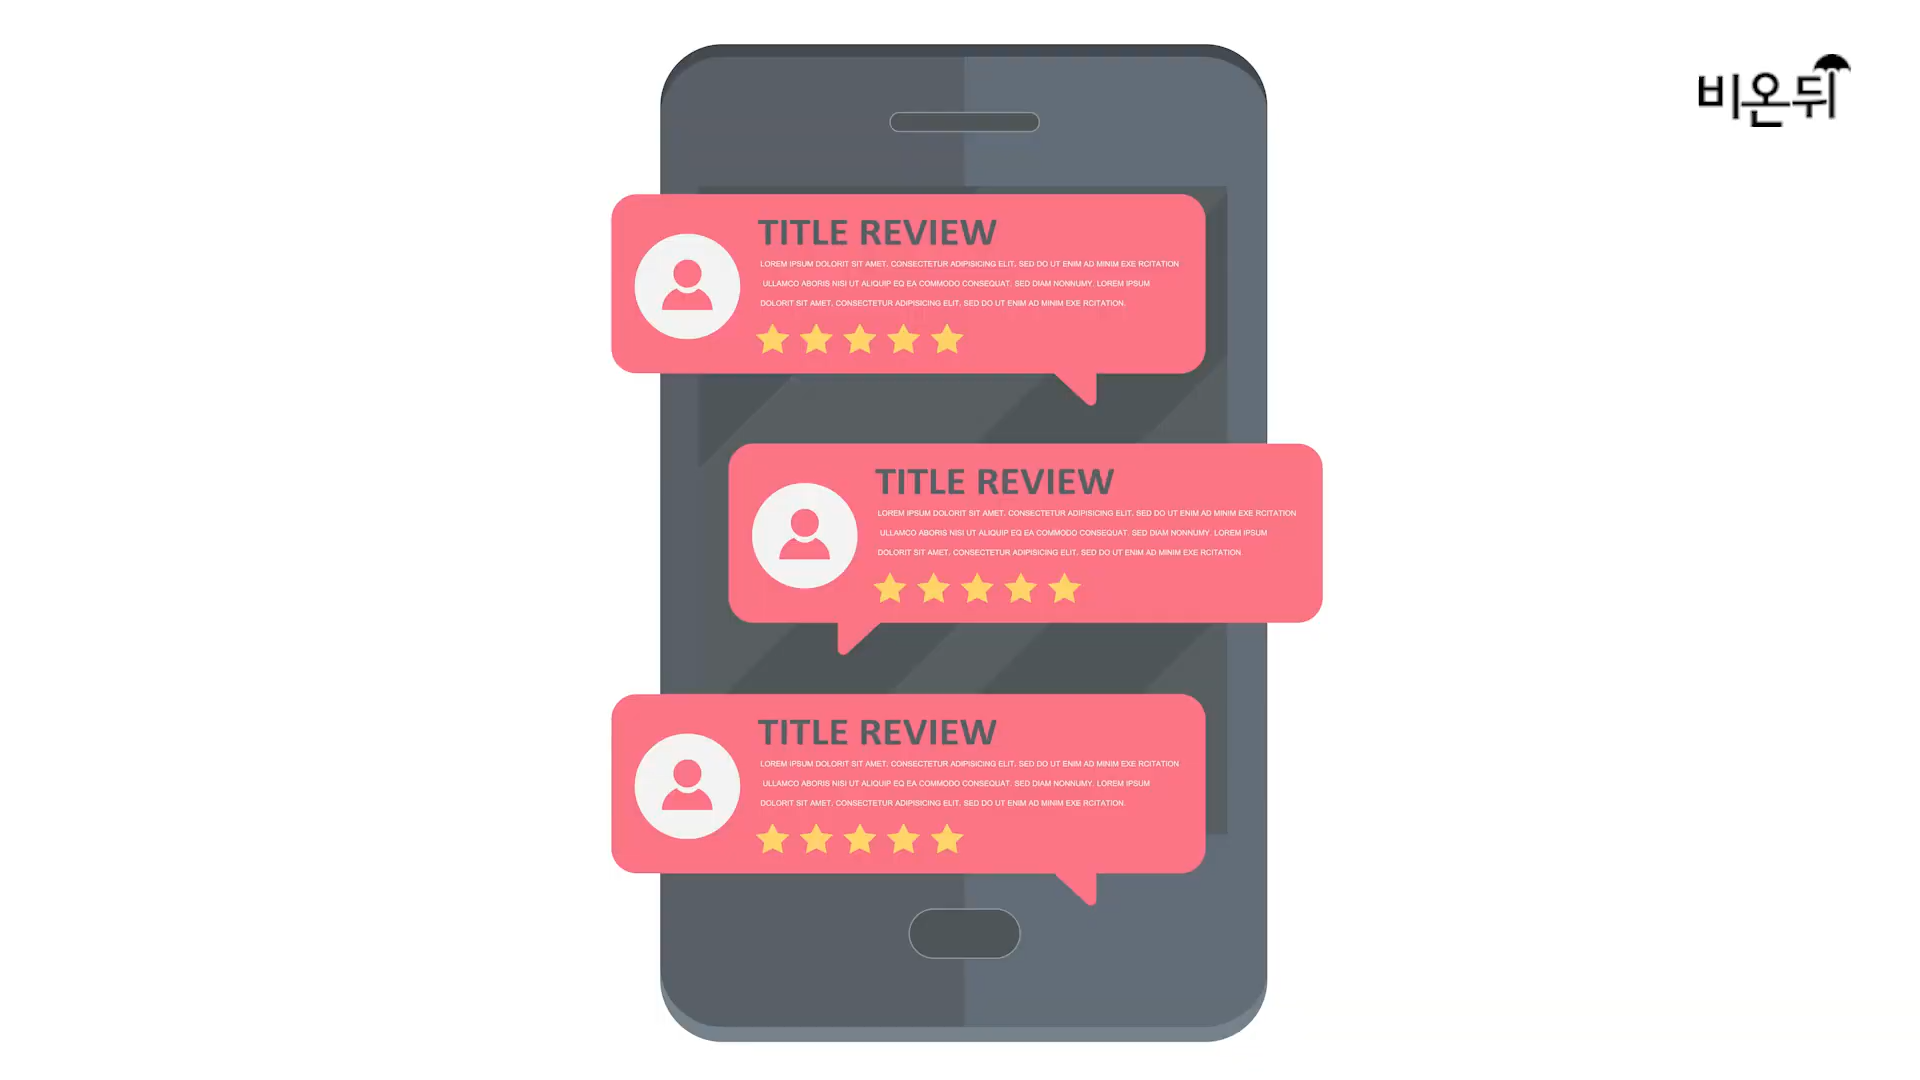 비온뒤
TITLE REVIEW
LOREM IPSUM DOLORIT SIT AMET, CONSECTETUR ADIPISICING ELIT, SED DO UT ENIM AD MINIM EXE RCITATION
ULLAMCO ABORIS NISI UT ALIQUIP EQ EA COMMODO CONSEQUAT. SED DIAM NONNUMY. LOREM IPSUM
DOLORIT SIT AMET, CONSECTETUR ADIPISICING ELIT, SED DO UT ENIM AD MINIM EXE RCITATION.
TITLE REVIEW
LOREM IPSUM DOLORIT SIT AMET, CONSECTETUR ADIPISICING ELIT, SED DO UT ENIM AD MINIM EXE RCITATION
ULLAMCO ABORIS NISI UT ALIQUIP EQ EA COMMODO CONSEQUAT. SED DIAM NONNUMY. LOREM IPSUM
DOLORIT SIT AMET, CONSECTETUR ADIPISICING ELIT, SED DO UT ENIM AD MINIM EXE RCITATION.
TITLE REVIEW
LOREM IPSUM DOLORIT SIT AMET, CONSECTETUR ADIPISICING ELIT, SED DO UT ENIM AD MINIM EXE RCITATION
ULLAMCO ABORIS NISI UT ALIQUIP EQ EA COMMODO CONSEQUAT. SED DIAM NONNUMY. LOREM IPSUM
DOLORIT SIT AMET, CONSECTETUR ADIPISICING ELIT, SED DO UT ENIM AD MINIM EXE RCITATION.